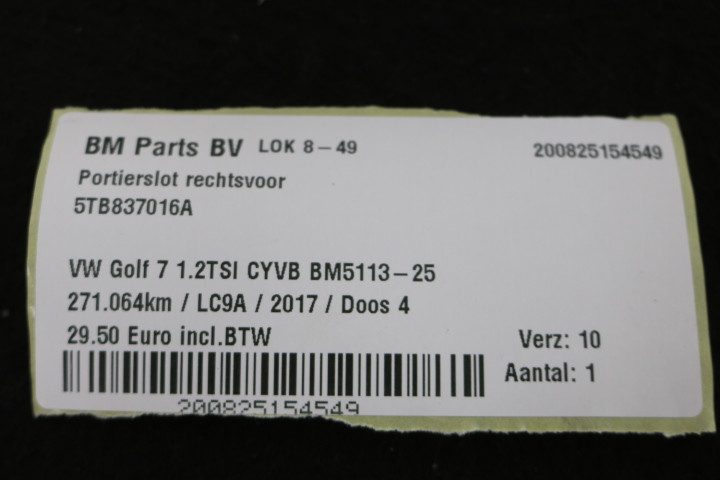 BM Parts BV LOK 8-49 200825154549
Portierslot rechtsvoor
5TB837016A
VW Golf 7 1.2TSI CYVB BM5113-25
271.064km / LC9A / 2017 / Doos 4
29.50 Euro incl.BTW Verz: 10
Aantal: 1
200825154549